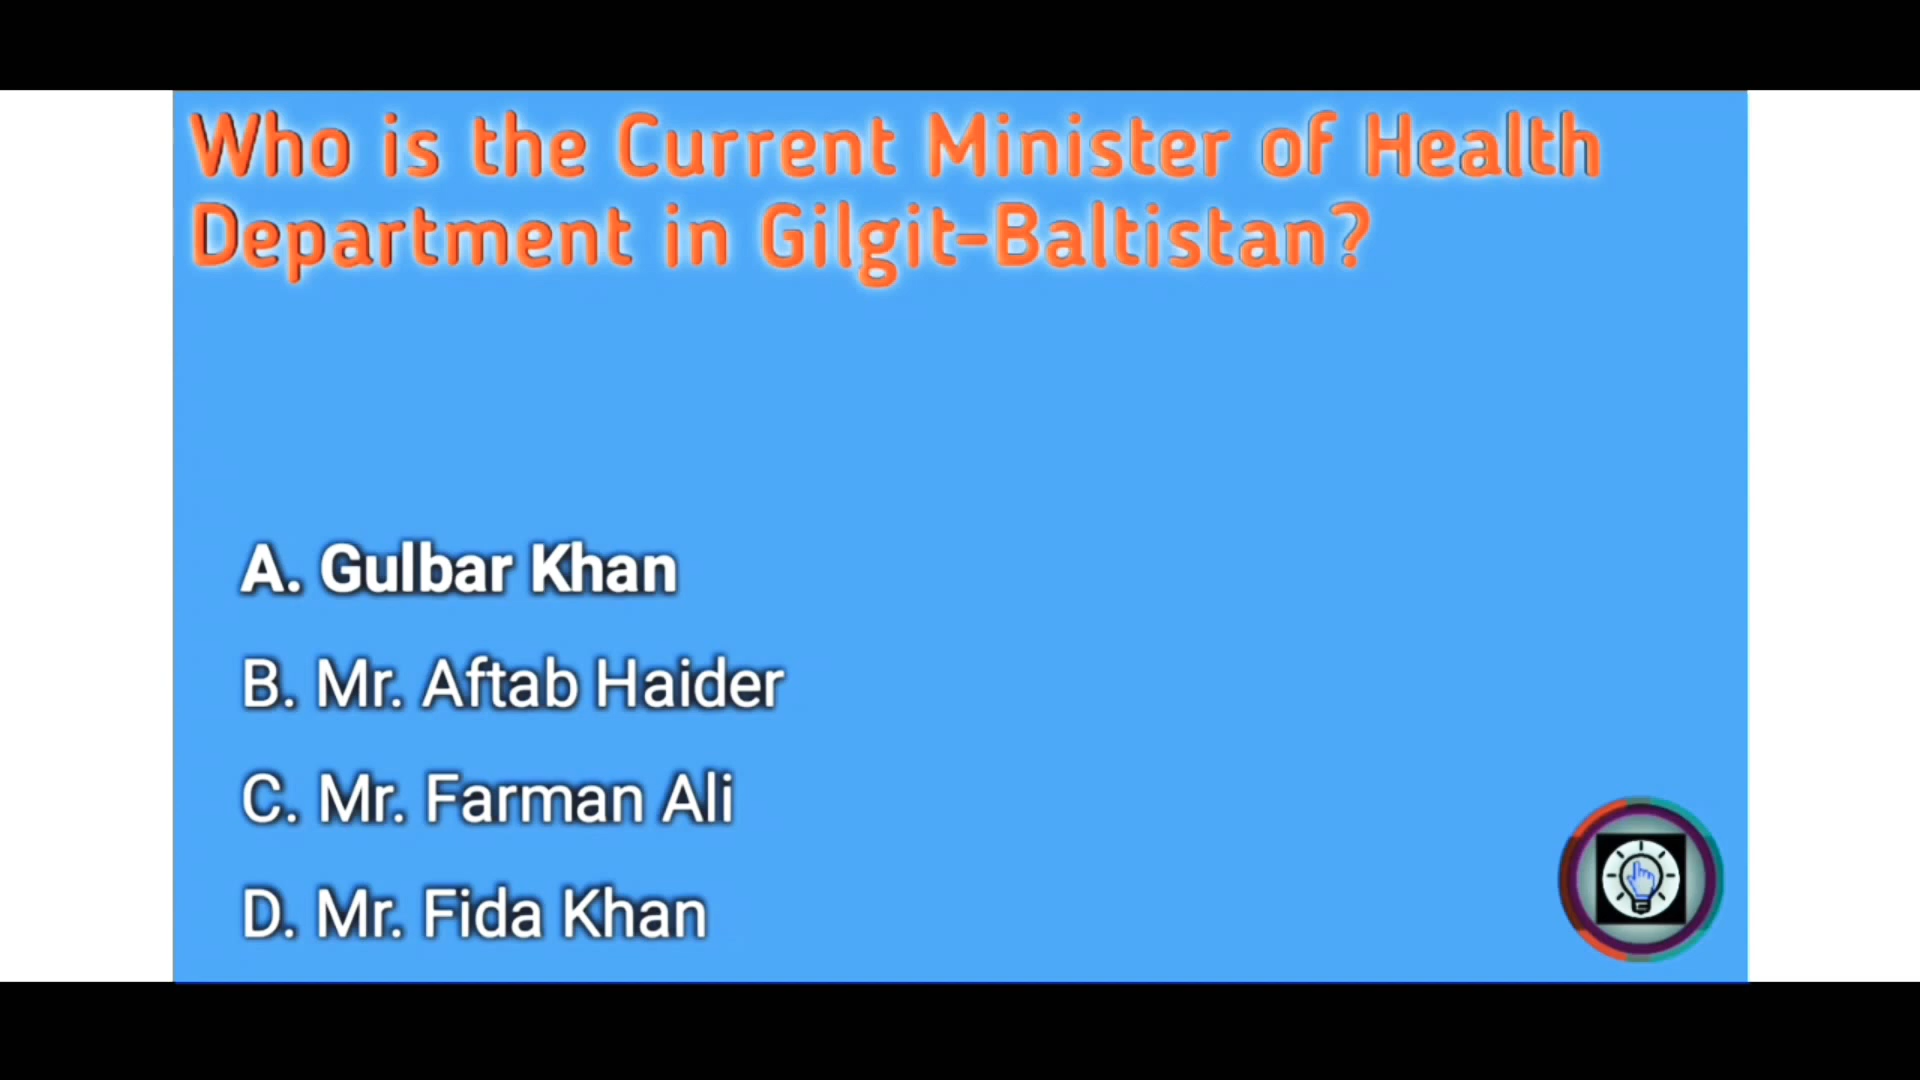 Who is the Current Minister of Health
Department in Gilgit-Baltistan?
A. Gulbar Khan
B. Mr. Aftab Haider
C. Mr. Farman Ali
D. Mr. Fida Khan